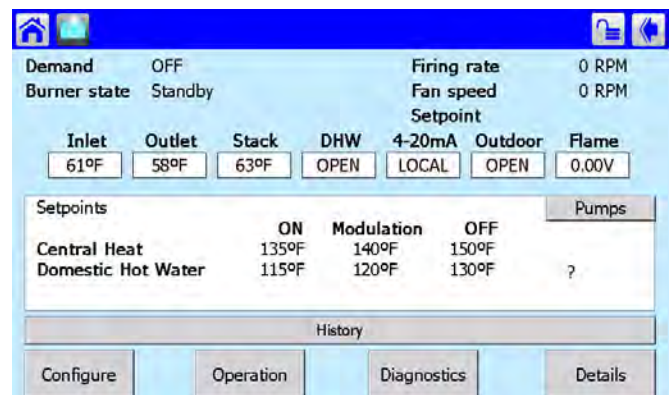 Demand OFF Firing rate 0 RPM
Burner state Standby Fan speed 0 RPM
Setpoint
Inlet Outlet Stack DHW 4-20mA Outdoor Flame
61ºF 58ºF 63ºF OPEN LOCAL OPEN 0.00V
Setpoints Pumps
ON Modulation OFF
Central Heat 135ºF 140ºF 150ºF
Domestic Hot Water 115ºF 120ºF 130ºF ?
History
Configure Operation Diagnostics Details